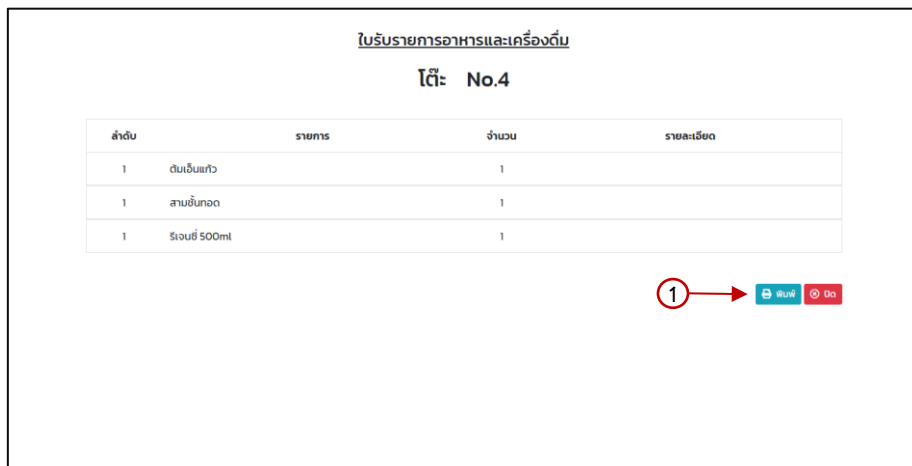 ใบรับรายการอาหารและเครื่องดื่ม
โต๊ะ No.4
ลำดับ รายการ จำนวน รายละเอียด
1 ต้มเอ็นแก้ว 1
1 สามชั้นทอด 1
1 รีเจนซี่ 500ml 1
1 พิมพ์ ปิด